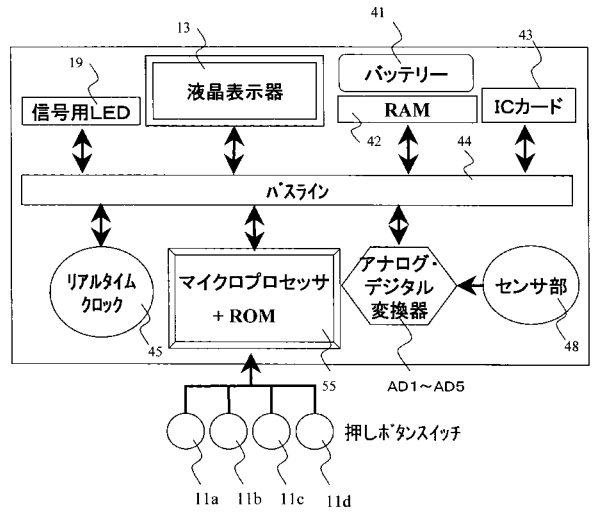 41
13
43
19
バッテリー
液晶表示器
信号用LED
RAM
ICカード
42
44
バスライン
リアルタイム
クロック
マイクロプロセッサ
+ ROM
アナログ・
デジタル
変換器
センサ部
45
48
55
AD1～AD5
押しボタンスイッチ
11a
11b
11c
11d